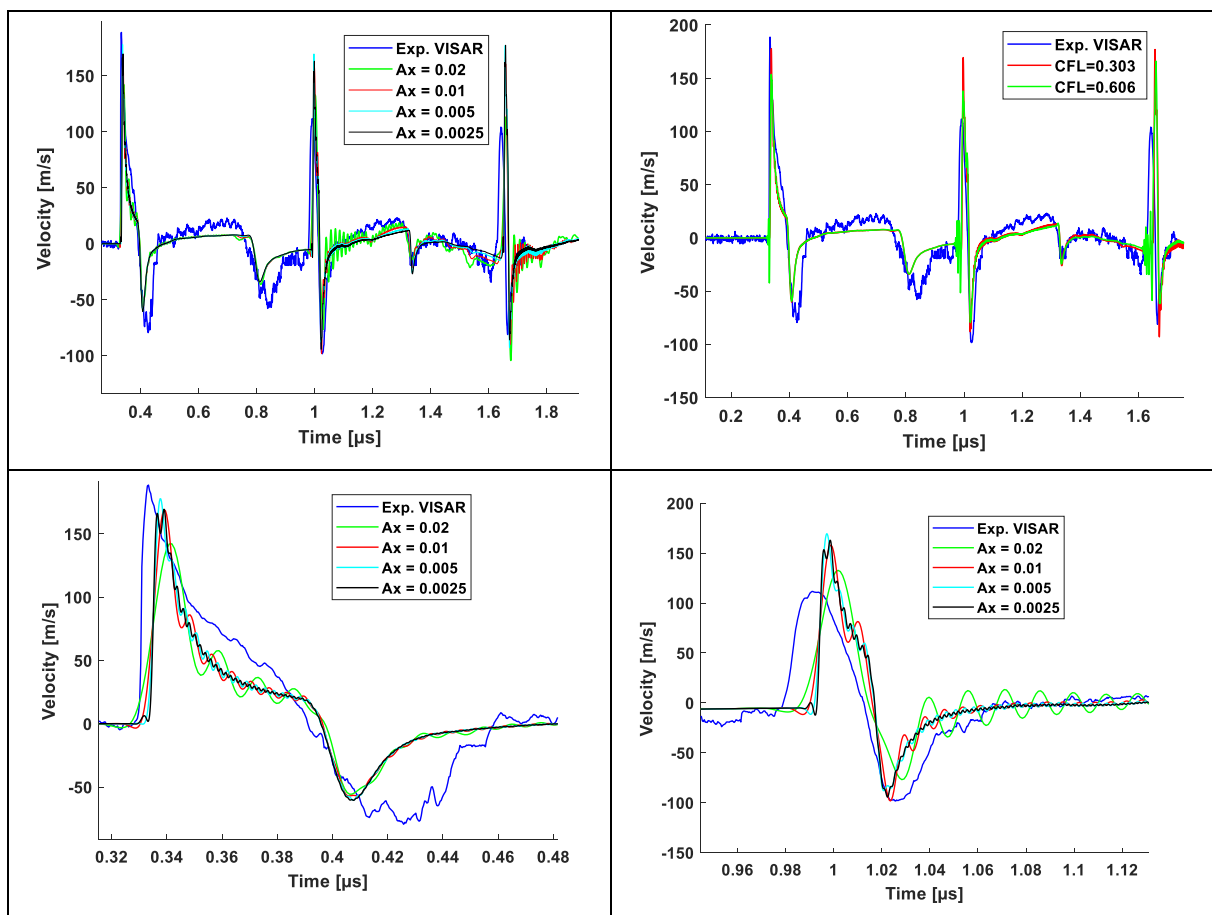 150
100
50
0
-50
-100
Velocity [m/s]
0.4
0.6
0.8
1
1.2
1.4
1.6
1.8
Time [µs]
Exp. VISAR
Ax = 0.02
Ax = 0.01
Ax = 0.005
Ax = 0.0025
200
150
100
50
0
-50
-100
-150
Velocity [m/s]
0.2
0.4
0.6
0.8
1
1.2
1.4
1.6
Time [µs]
Exp. VISAR
CFL=0.303
CFL=0.606
150
100
50
0
-50
Velocity [m/s]
0.32
0.34
0.36
0.38
0.4
0.42
0.44
0.46
0.48
Time [µs]
Exp. VISAR
Ax = 0.02
Ax = 0.01
Ax = 0.005
Ax = 0.0025
200
150
100
50
0
-50
-100
-150
Velocity [m/s]
0.96
0.98
1
1.02
1.04
1.06
1.08
1.1
1.12
Time [µs]
Exp. VISAR
Ax = 0.02
Ax = 0.01
Ax = 0.005
Ax = 0.0025